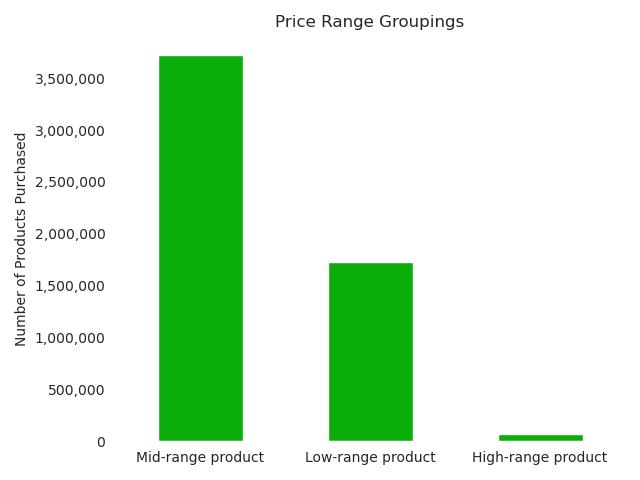 Price Range Groupings
Number of Products Purchased
3,500,000
3,000,000
2,500,000
2,000,000
1,500,000
1,000,000
500,000
0
Mid-range product
Low-range product
High-range product